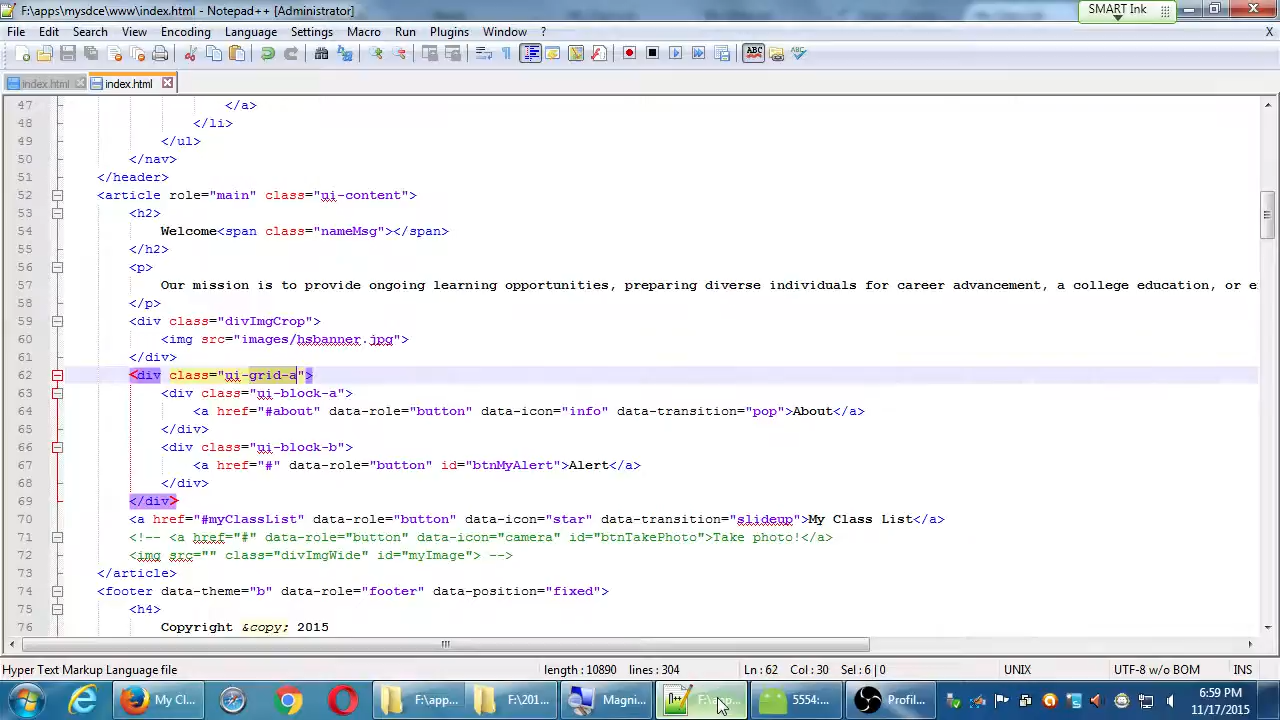 F:\apps\mysdce\www\index.html - Notepad++ [Administrator]
SMART Ink
File Edit Search View Encoding Language Settings Macro Run Plugins Window ? X
index.html index.html
47 </a>
48 </li>
49 </ul>
50 </nav>
51 </header>
52 <article role="main" class="ui-content">
53 <h2>
54 Welcome<span class="nameMsg"></span>
55 </h2>
56 <p>
57 Our mission is to provide ongoing learning opportunities, preparing diverse individuals for career advancement, a college education, or e
58 </p>
59 <div class="divImgCrop">
60 <img src="images/hsbanner.jpg">
61 </div>
62 <div class="ui-grid-a">
63 <div class="ui-block-a">
64 <a href="#about" data-role="button" data-icon="info" data-transition="pop">About</a>
65 </div>
66 <div class="ui-block-b">
67 <a href="#" data-role="button" id="btnMyAlert">Alert</a>
68 </div>
69 </div>
70 <a href="#myClassList" data-role="button" data-icon="star" data-transition="slideup">My Class List</a>
71 <!-- <a href="#" data-role="button" data-icon="camera" id="btnTakePhoto">Take photo!</a>
72 <img src="" class="divImgWide" id="myImage"> -->
73 </article>
74 <footer data-theme="b" data-role="footer" data-position="fixed">
75 <h4>
76 Copyright &copy; 2015
Hyper Text Markup Language file length : 10890 lines : 304 Ln : 62 Col : 30 Sel : 6 | 0 UNIX UTF-8 w/o BOM INS
My Cl... F:\app... F:\201... Magni... F:\app... 5554:... Profil... 6:59 PM
11/17/2015